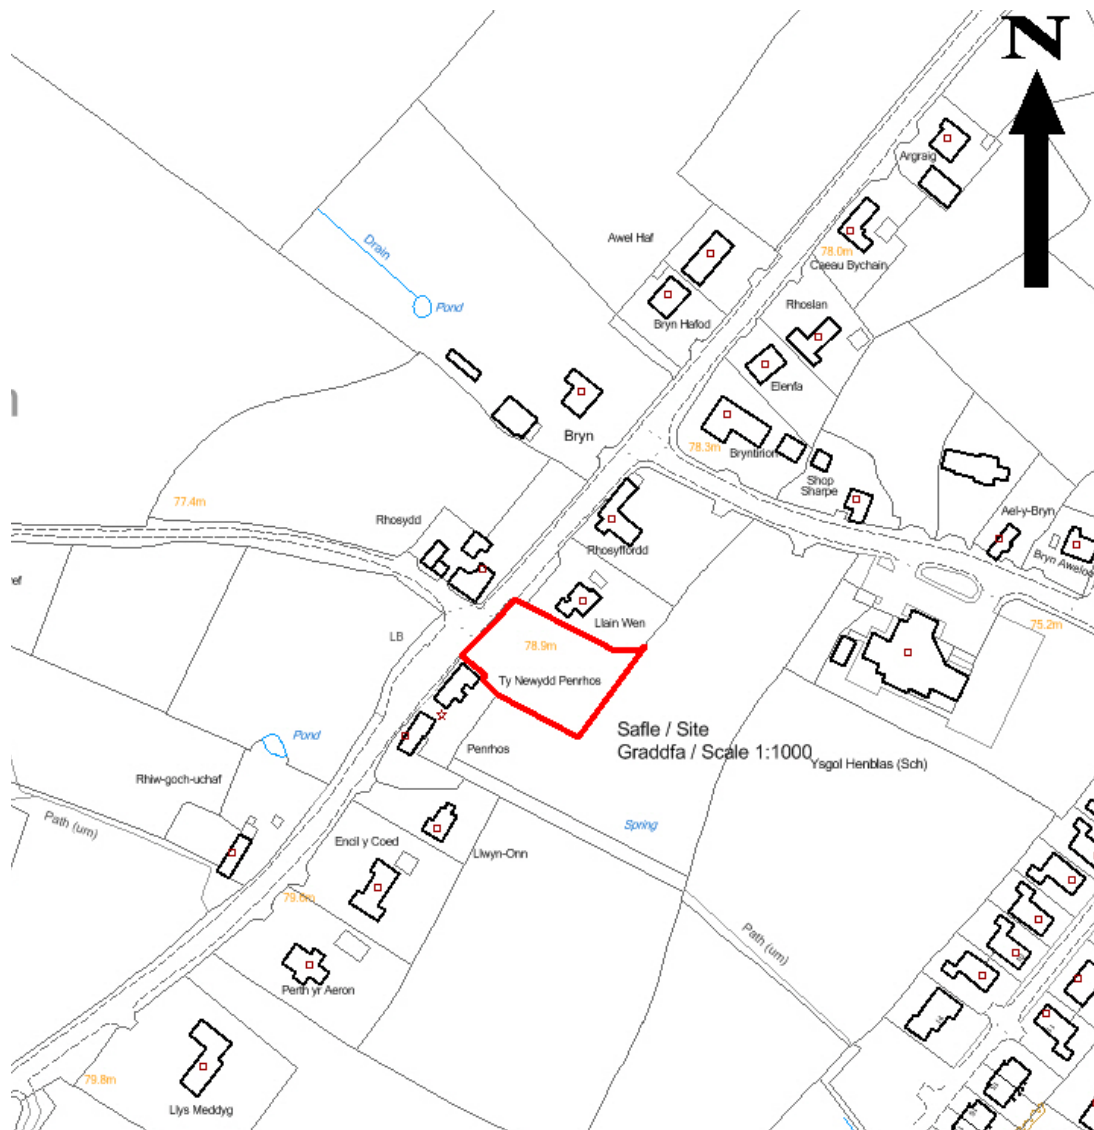 N
Argraig
Awel Haf
78.0m
Caeau Bychain
Drain
Pond
Rhoslan
Bryn Hafod
Elenfa
Bryn
78.3m
Bryntirion
Shop
Sharpe
77.4m
Rhosydd
Rhosyffordd
Ael-y-Bryn
Bryn Awelon
ef
Llain Wen
LB
78.9m
75.2m
Ty Newydd Penrhos
Safle / Site
Graddfa / Scale 1:1000
Penrhos
Pond
Ysgol Henblas (Sch)
Rhiw-goch-uchaf
Path (um)
Spring
Encil y Coed
Llwyn-Onn
79.6m
Path (um)
Perth yr Aeron
79.8m
Llys Meddyg